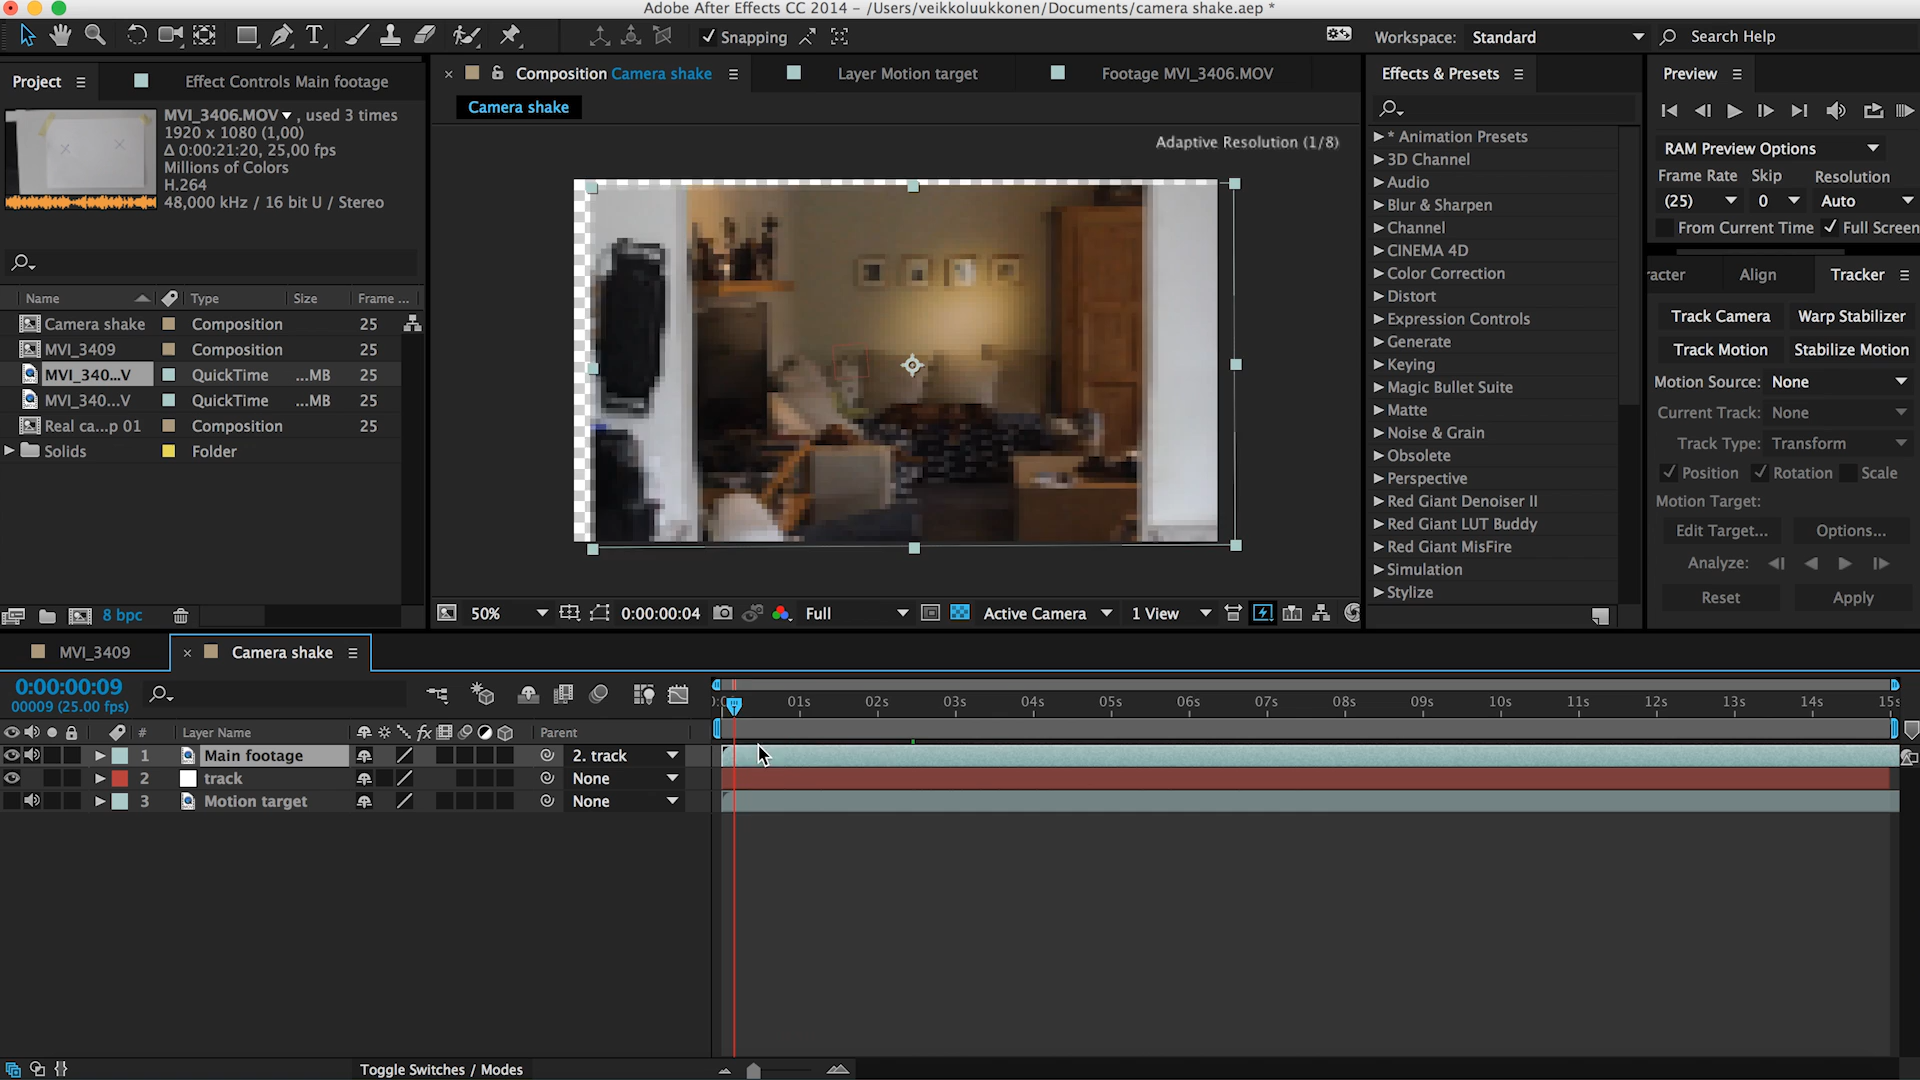 Adobe After Effects CC 2014 – /Users/veikkoluukkonen/Documents/camera shake.aep *
T Snapping Workspace: Standard Search Help
Project Effect Controls Main footage
MVI_3406.MOV , used 3 times
1920 x 1080 (1,00)
Δ 0:00:21:20, 25,00 fps
Millions of Colors
H.264
48,000 kHz / 16 bit U / Stereo
Name Type Size Frame ...
Camera shake Composition 25
MVI_3409 Composition 25
MVI_340...V QuickTime ...MB 25
MVI_340...V QuickTime ...MB 25
Real ca...p 01 Composition 25
Solids Folder
8 bpc
× Composition Camera shake Layer Motion target Footage MVI_3406.MOV
Camera shake
Adaptive Resolution (1/8)
50% 0:00:00:04 Full Active Camera 1 View
Effects & Presets
* Animation Presets
3D Channel
Audio
Blur & Sharpen
Channel
CINEMA 4D
Color Correction
Distort
Expression Controls
Generate
Keying
Magic Bullet Suite
Matte
Noise & Grain
Obsolete
Perspective
Red Giant Denoiser II
Red Giant LUT Buddy
Red Giant MisFire
Simulation
Stylize
Preview
RAM Preview Options
Frame Rate Skip Resolution
(25) 0 Auto
From Current Time Full Screen
racter Align Tracker
Track Camera Warp Stabilizer
Track Motion Stabilize Motion
Motion Source: None
Current Track: None
Track Type: Transform
Position Rotation Scale
Motion Target:
Edit Target... Options...
Analyze:
Reset Apply
MVI_3409 × Camera shake
0:00:00:09
00009 (25.00 fps)
01s 02s 03s 04s 05s 06s 07s 08s 09s 10s 11s 12s 13s 14s 15s
# Layer Name fx Parent
1 Main footage 2. track
2 track None
3 Motion target None
Toggle Switches / Modes